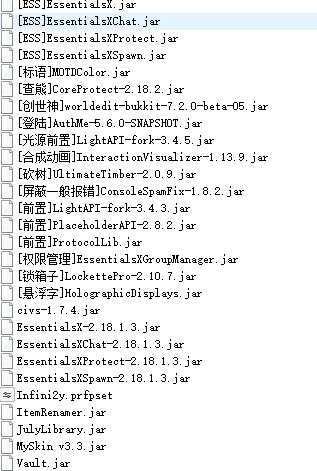 [ESS]EssentialsX.jar
[ESS]EssentialsXChat.jar
[ESS]EssentialsXProtect.jar
[ESS]EssentialsXSpawn.jar
[标语]MOTDColor.jar
[查熊]CoreProtect-2.18.2.jar
[创世神]worldedit-bukkit-7.2.0-beta-05.jar
[登陆]AuthMe-5.6.0-SNAPSHOT.jar
[光源前置]LightAPI-fork-3.4.5.jar
[合成动画]InteractionVisualizer-1.13.9.jar
[砍树]UltimateTimber-2.0.9.jar
[屏蔽一般报错]ConsoleSpamFix-1.8.2.jar
[前置]LightAPI-fork-3.4.3.jar
[前置]PlaceholderAPI-2.8.2.jar
[前置]ProtocolLib.jar
[权限管理]EssentialsXGroupManager.jar
[锁箱子]LockettePro-2.10.7.jar
[悬浮字]HolographicDisplays.jar
civs-1.7.4.jar
EssentialsX-2.18.1.3.jar
EssentialsXChat-2.18.1.3.jar
EssentialsXProtect-2.18.1.3.jar
EssentialsXSpawn-2.18.1.3.jar
Infini2y.prfpset
ItemRenamer.jar
JulyLibrary.jar
MySkin v3.3.jar
Vault.jar